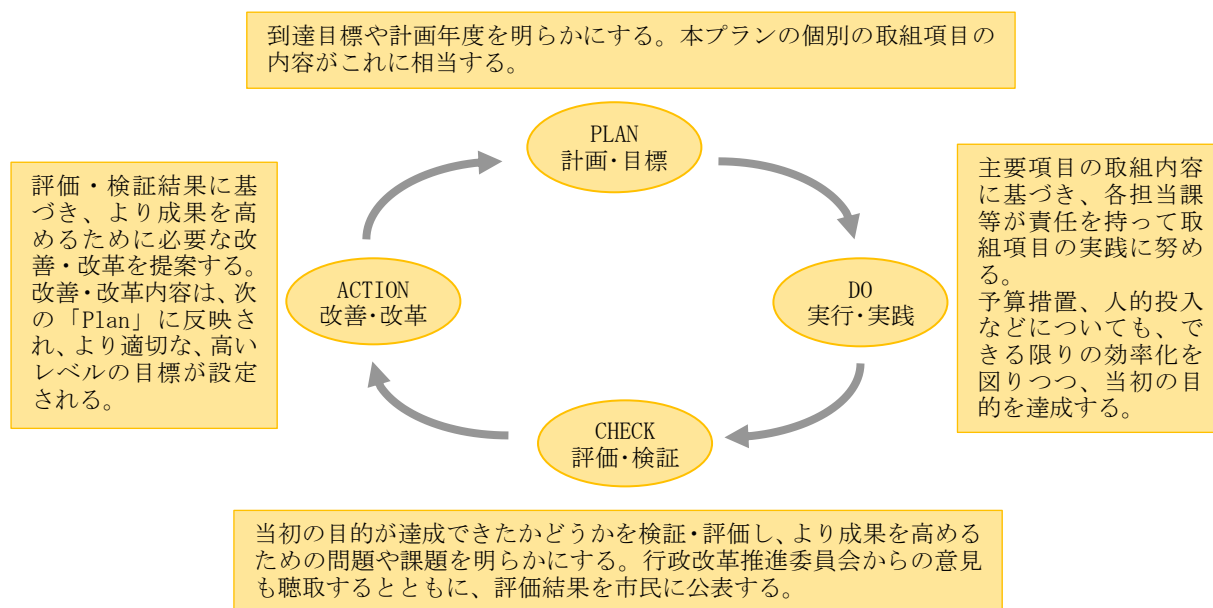 到達目標や計画年度を明らかにする。本プランの個別の取組項目の
内容がこれに相当する。
PLAN
計画・目標
主要項目の取組内容
に基づき、各担当課
等が責任を持って取
組項目の実践に努め
る。
予算措置、人的投入
などについても、で
きる限りの効率化を
図りつつ、当初の目
的を達成する。
DO
実行・実践
CHECK
評価・検証
当初の目的が達成できたかどうかを検証・評価し、より成果を高める
ための問題や課題を明らかにする。行政改革推進委員会からの意見
も聴取するとともに、評価結果を市民に公表する。
ACTION
改善・改革
評価・検証結果に基
づき、より成果を高
めるために必要な改
善・改革を提案する。
改善・改革内容は、次
の「Plan」に反映さ
れ、より適切な、高い
レベルの目標が設定
される。